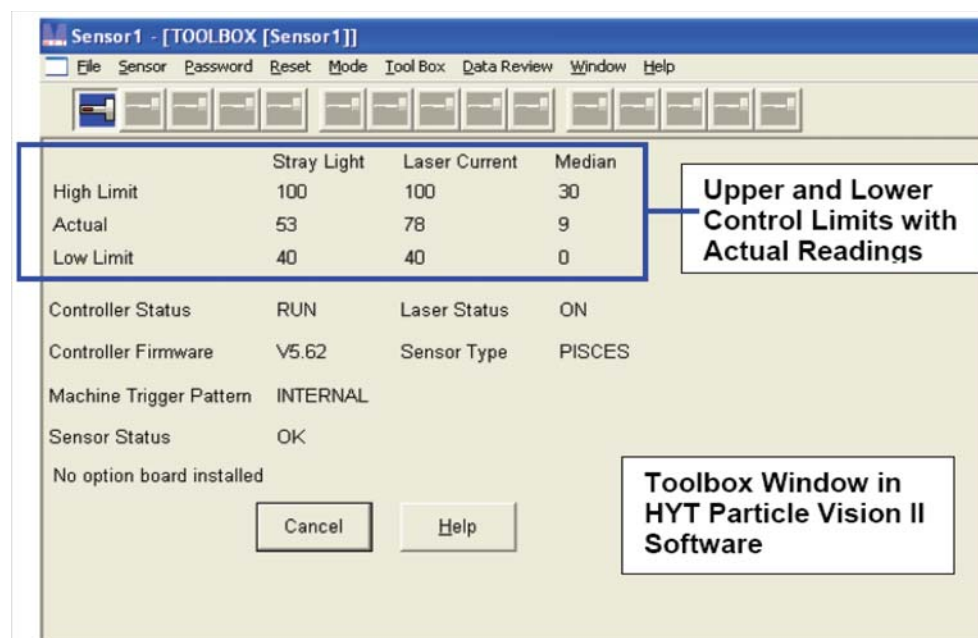 Sensor1 - [TOOLBOX [Sensor1]]
File Sensor Password Reset Mode Tool Box Data Review Window Help
Stray Light Laser Current Median
High Limit 100 100 30
Actual 53 78 9
Low Limit 40 40 0
Upper and Lower
Control Limits with
Actual Readings
Controller Status RUN Laser Status ON
Controller Firmware V5.62 Sensor Type PISCES
Machine Trigger Pattern INTERNAL
Sensor Status OK
No option board installed
Cancel Help
Toolbox Window in
HYT Particle Vision II
Software